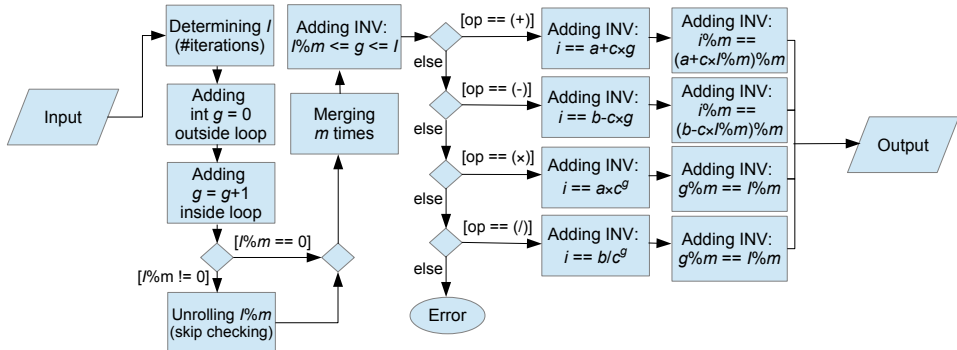 Input
Determining I
(#iterations)
Adding
int g = 0
outside loop
Adding
g = g+1
inside loop
[I%m == 0]
[I%m != 0]
Unrolling I%m
(skip checking)
Merging
m times
Adding INV:
I%m <= g <= I
[op == (+)]
Adding INV:
i == a+c×g
Adding INV:
i%m ==
(a+c×I%m)%m
else
[op == (-)]
Adding INV:
i == b-c×g
Adding INV:
i%m ==
(b-c×I%m)%m
else
[op == (×)]
Adding INV:
i == a×c^g
Adding INV:
g%m == I%m
else
[op == (/)]
Adding INV:
i == b/c^g
Adding INV:
g%m == I%m
else
Error
Output